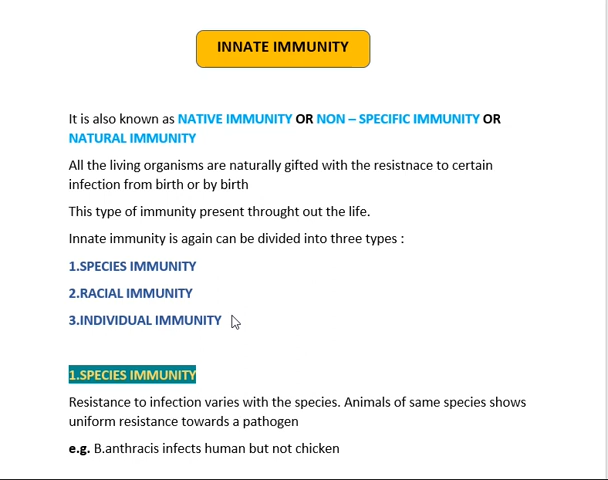 INNATE IMMUNITY
It is also known as NATIVE IMMUNITY OR NON – SPECIFIC IMMUNITY OR
NATURAL IMMUNITY
All the living organisms are naturally gifted with the resistnace to certain
infection from birth or by birth
This type of immunity present throught out the life.
Innate immunity is again can be divided into three types :
1.SPECIES IMMUNITY
2.RACIAL IMMUNITY
3.INDIVIDUAL IMMUNITY
1.SPECIES IMMUNITY
Resistance to infection varies with the species. Animals of same species shows
uniform resistance towards a pathogen
e.g. B.anthracis infects human but not chicken